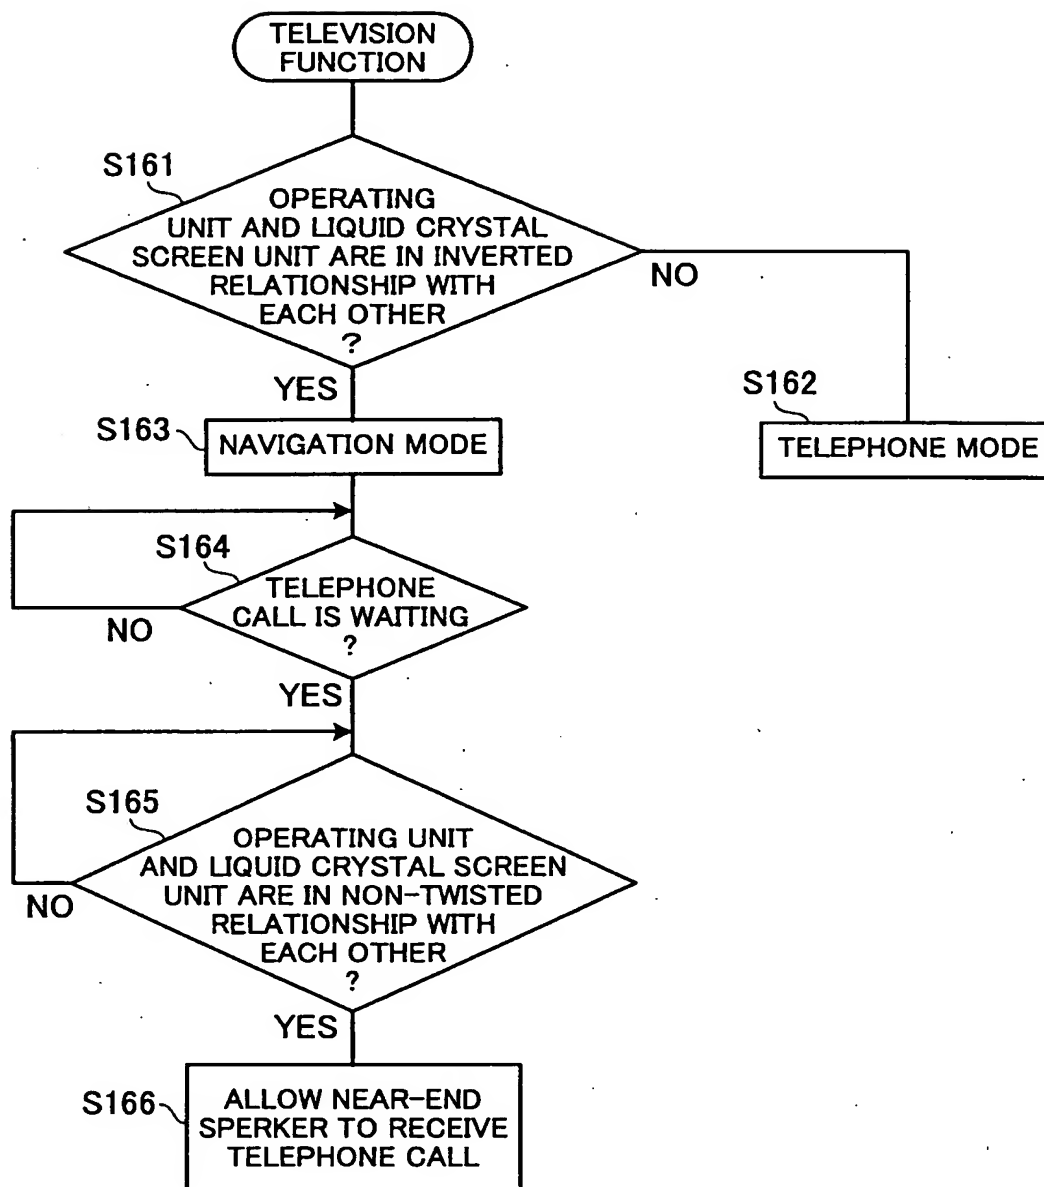 TELEVISION
FUNCTION
S161
OPERATING
UNIT AND LIQUID CRYSTAL
SCREEN UNIT ARE IN INVERTED
RELATIONSHIP WITH
EACH OTHER
?
NO
YES
S162
TELEPHONE MODE
S163
NAVIGATION MODE
S164
TELEPHONE
CALL IS WAITING
?
NO
YES
S165
OPERATING UNIT
AND LIQUID CRYSTAL SCREEN
UNIT ARE IN NON-TWISTED
RELATIONSHIP WITH
EACH OTHER
?
NO
YES
S166
ALLOW NEAR-END
SPERKER TO RECEIVE
TELEPHONE CALL